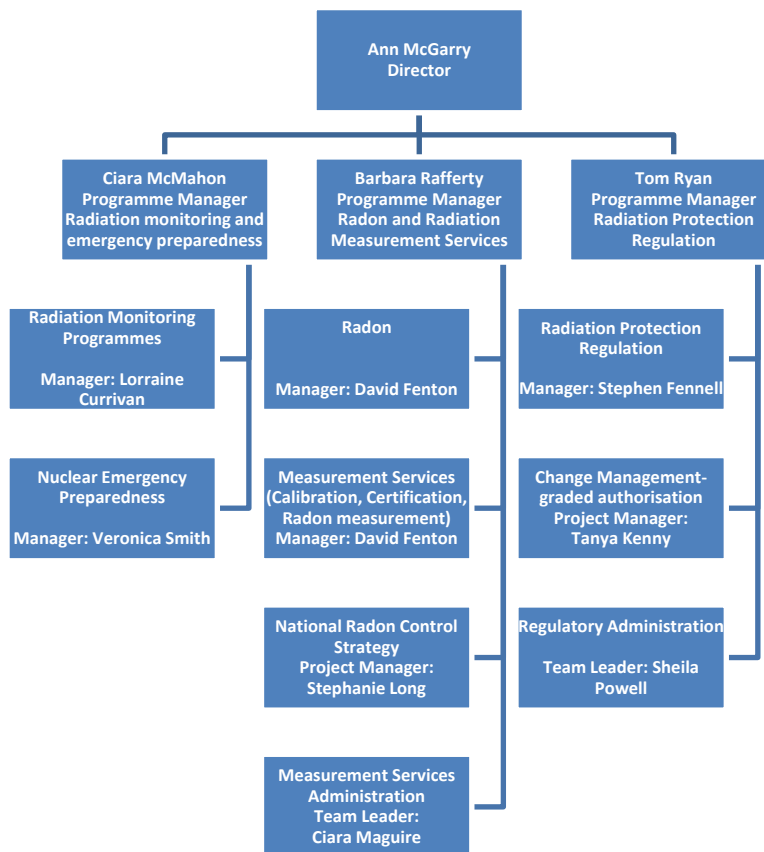 Ann McGarry
Director
Ciara McMahon
Programme Manager
Radiation monitoring and
emergency preparedness
Barbara Rafferty
Programme Manager
Radon and Radiation
Measurement Services
Tom Ryan
Programme Manager
Radiation Protection
Regulation
Radiation Monitoring
Programmes
Manager: Lorraine
Currivan
Radon
Manager: David Fenton
Radiation Protection
Regulation
Manager: Stephen Fennell
Nuclear Emergency
Preparedness
Manager: Veronica Smith
Measurement Services
(Calibration, Certification,
Radon measurement)
Manager: David Fenton
Change Management-
graded authorisation
Project Manager:
Tanya Kenny
National Radon Control
Strategy
Project Manager:
Stephanie Long
Regulatory Administration
Team Leader: Sheila
Powell
Measurement Services
Administration
Team Leader:
Ciara Maguire